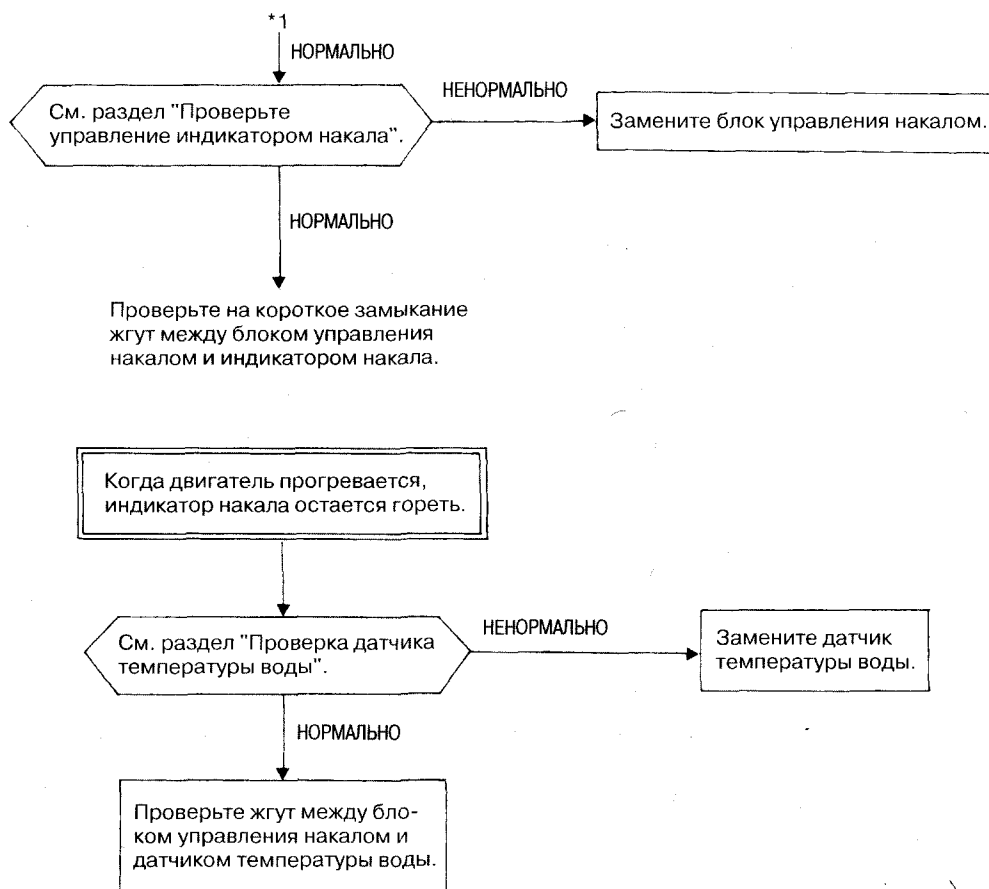 *1
НОРМАЛЬНО
См. раздел "Проверьте
управление индикатором накала".
НЕНОРМАЛЬНО
Замените блок управления накалом.
НОРМАЛЬНО
Проверьте на короткое замыкание
жгут между блоком управления
накалом и индикатором накала.
Когда двигатель прогревается,
индикатор накала остается гореть.
См. раздел "Проверка датчика
температуры воды".
НЕНОРМАЛЬНО
Замените датчик
температуры воды.
НОРМАЛЬНО
Проверьте жгут между бло-
ком управления накалом и
датчиком температуры воды.